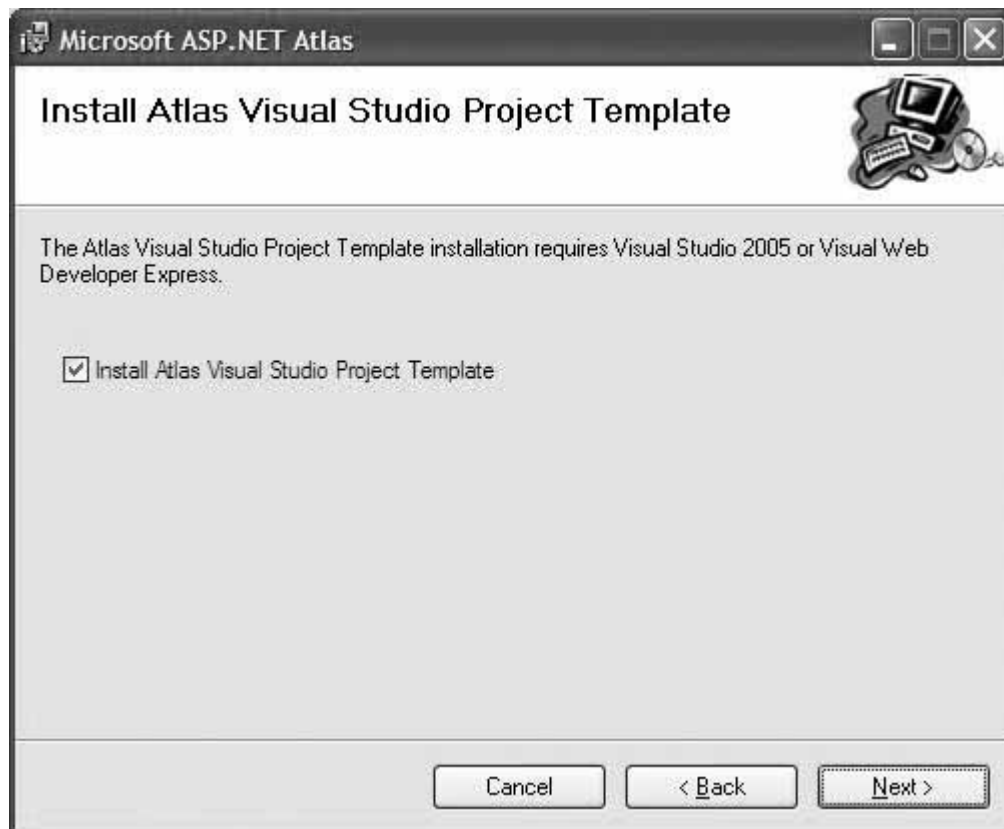 Microsoft ASP.NET Atlas
Install Atlas Visual Studio Project Template
The Atlas Visual Studio Project Template installation requires Visual Studio 2005 or Visual Web
Developer Express.
Install Atlas Visual Studio Project Template
Cancel
< Back
Next >